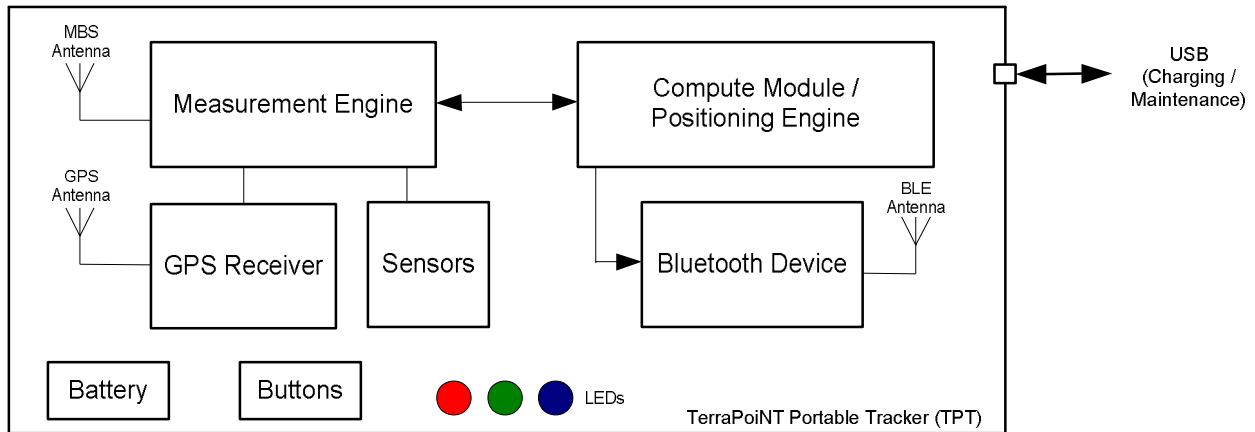 MBS
Antenna
Measurement Engine
Compute Module /
Positioning Engine
USB
(Charging /
Maintenance)
GPS
Antenna
GPS Receiver
Sensors
Bluetooth Device
BLE
Antenna
Battery
Buttons
LEDs
TerraPoiNT Portable Tracker (TPT)